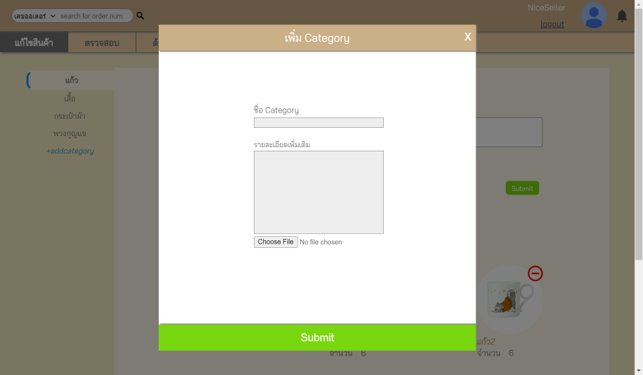 เลขออเดอร์ search for order num
NiceSeller
logout
แก้ไขสินค้า ตรวจสอบ
เพิ่ม Category X
แก้ว
เสื้อ
กระเป๋าผ้า
พวงกุญแจ
+addcategory
ชื่อ Category
รายละเอียดเพิ่มเติม
Choose File No file chosen
Submit
Submit
แก้ว2
จำนวน 6
จำนวน 6